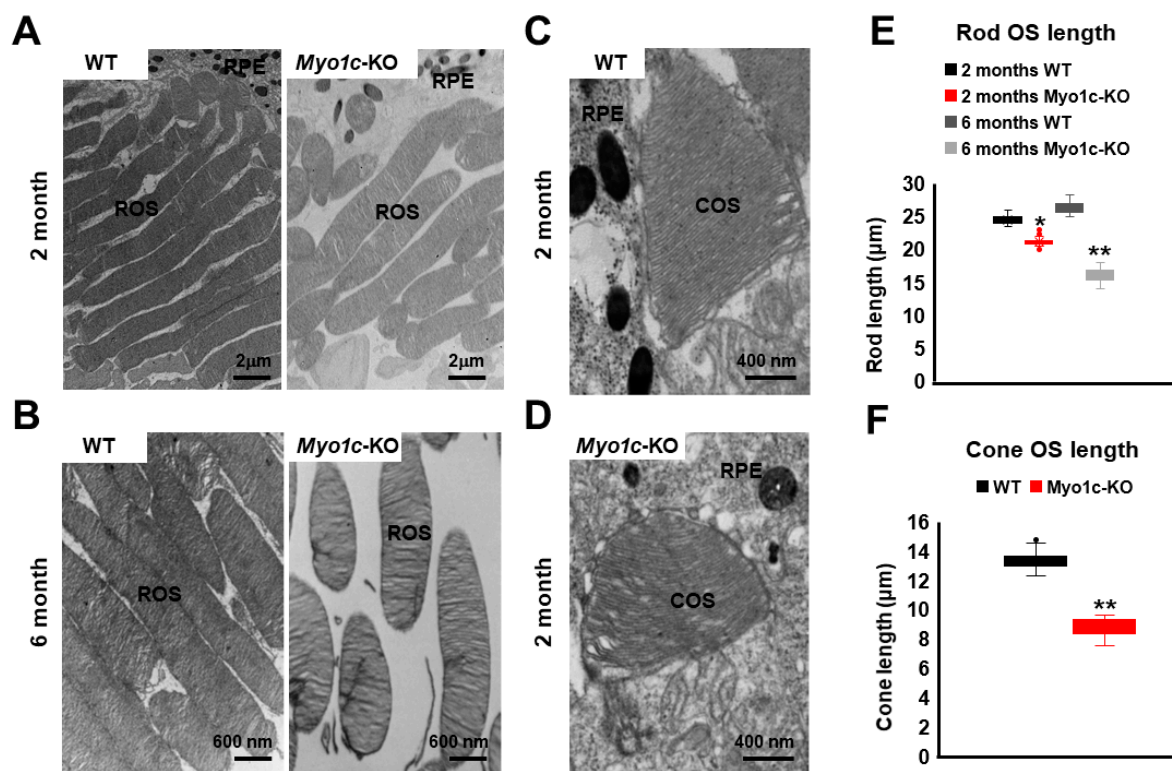 A
WT
RPE
ROS
2μm
Myo1c-KO
RPE
ROS
2μm
2 month
B
WT
ROS
600 nm
Myo1c-KO
ROS
600 nm
6 month
C
WT
RPE
COS
400 nm
2 month
D
Myo1c-KO
RPE
COS
400 nm
2 month
E
Rod OS length
2 months WT
2 months Myo1c-KO
6 months WT
6 months Myo1c-KO
Rod length (μm)
30
25
20
15
10
5
0
*
**
F
Cone OS length
WT Myo1c-KO
Cone length (μm)
16
14
12
10
8
6
4
2
0
**